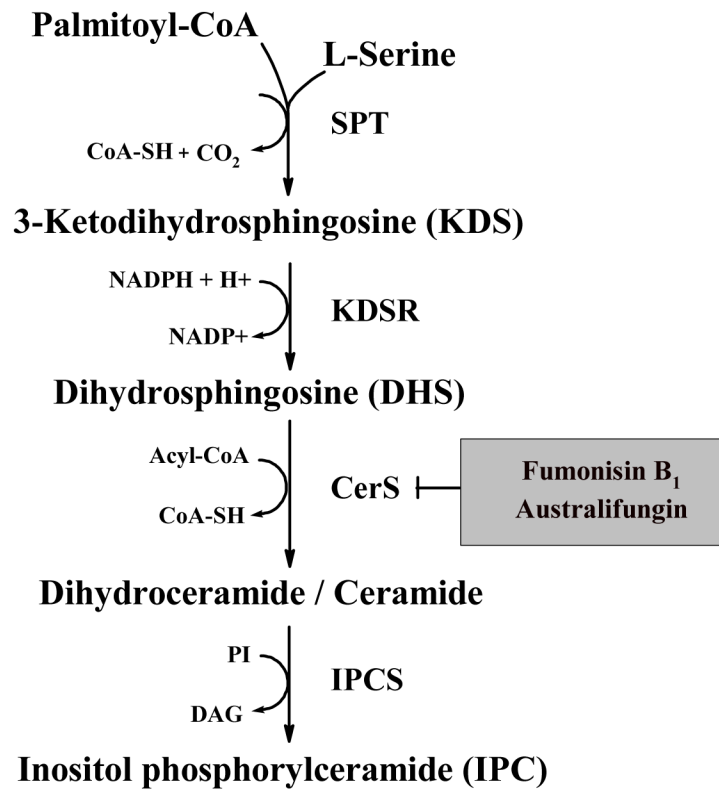 Palmitoyl-CoA
L-Serine
SPT
CoA-SH + CO₂
3-Ketodihydrosphingosine (KDS)
NADPH + H+
KDSR
NADP+
Dihydrosphingosine (DHS)
Acyl-CoA
CerS
CoA-SH
Fumonisin B₁
Australifungin
Dihydroceramide / Ceramide
PI
IPCS
DAG
Inositol phosphorylceramide (IPC)